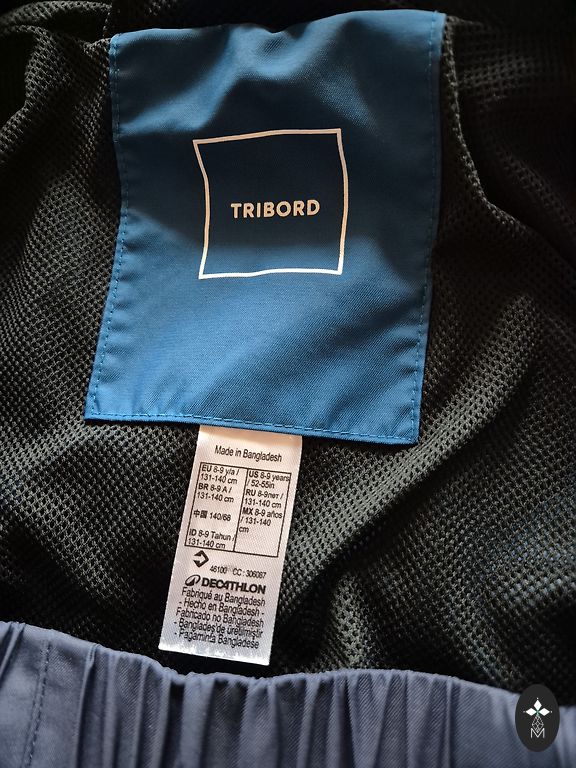 TRIBORD
Made in Bangladesh
EU 8-9 y/a / 131-140 cm
US 8-9 years / 52-55in
BR 8-9 A / 131-140 cm
RU 8-9лет / 131-140 cm
中国 140/68
MX 8-9 años / 131-140 cm
ID 8-9 Tahun / 131-140 cm
46100 CC : 306087
DECATHLON
Fabriqué au Bangladesh
- Hecho en Bangladesh -
Fabricado no Bangladesh
- Bangladeş'de üretilmiştir
- Pagaminta Bangladeše
M